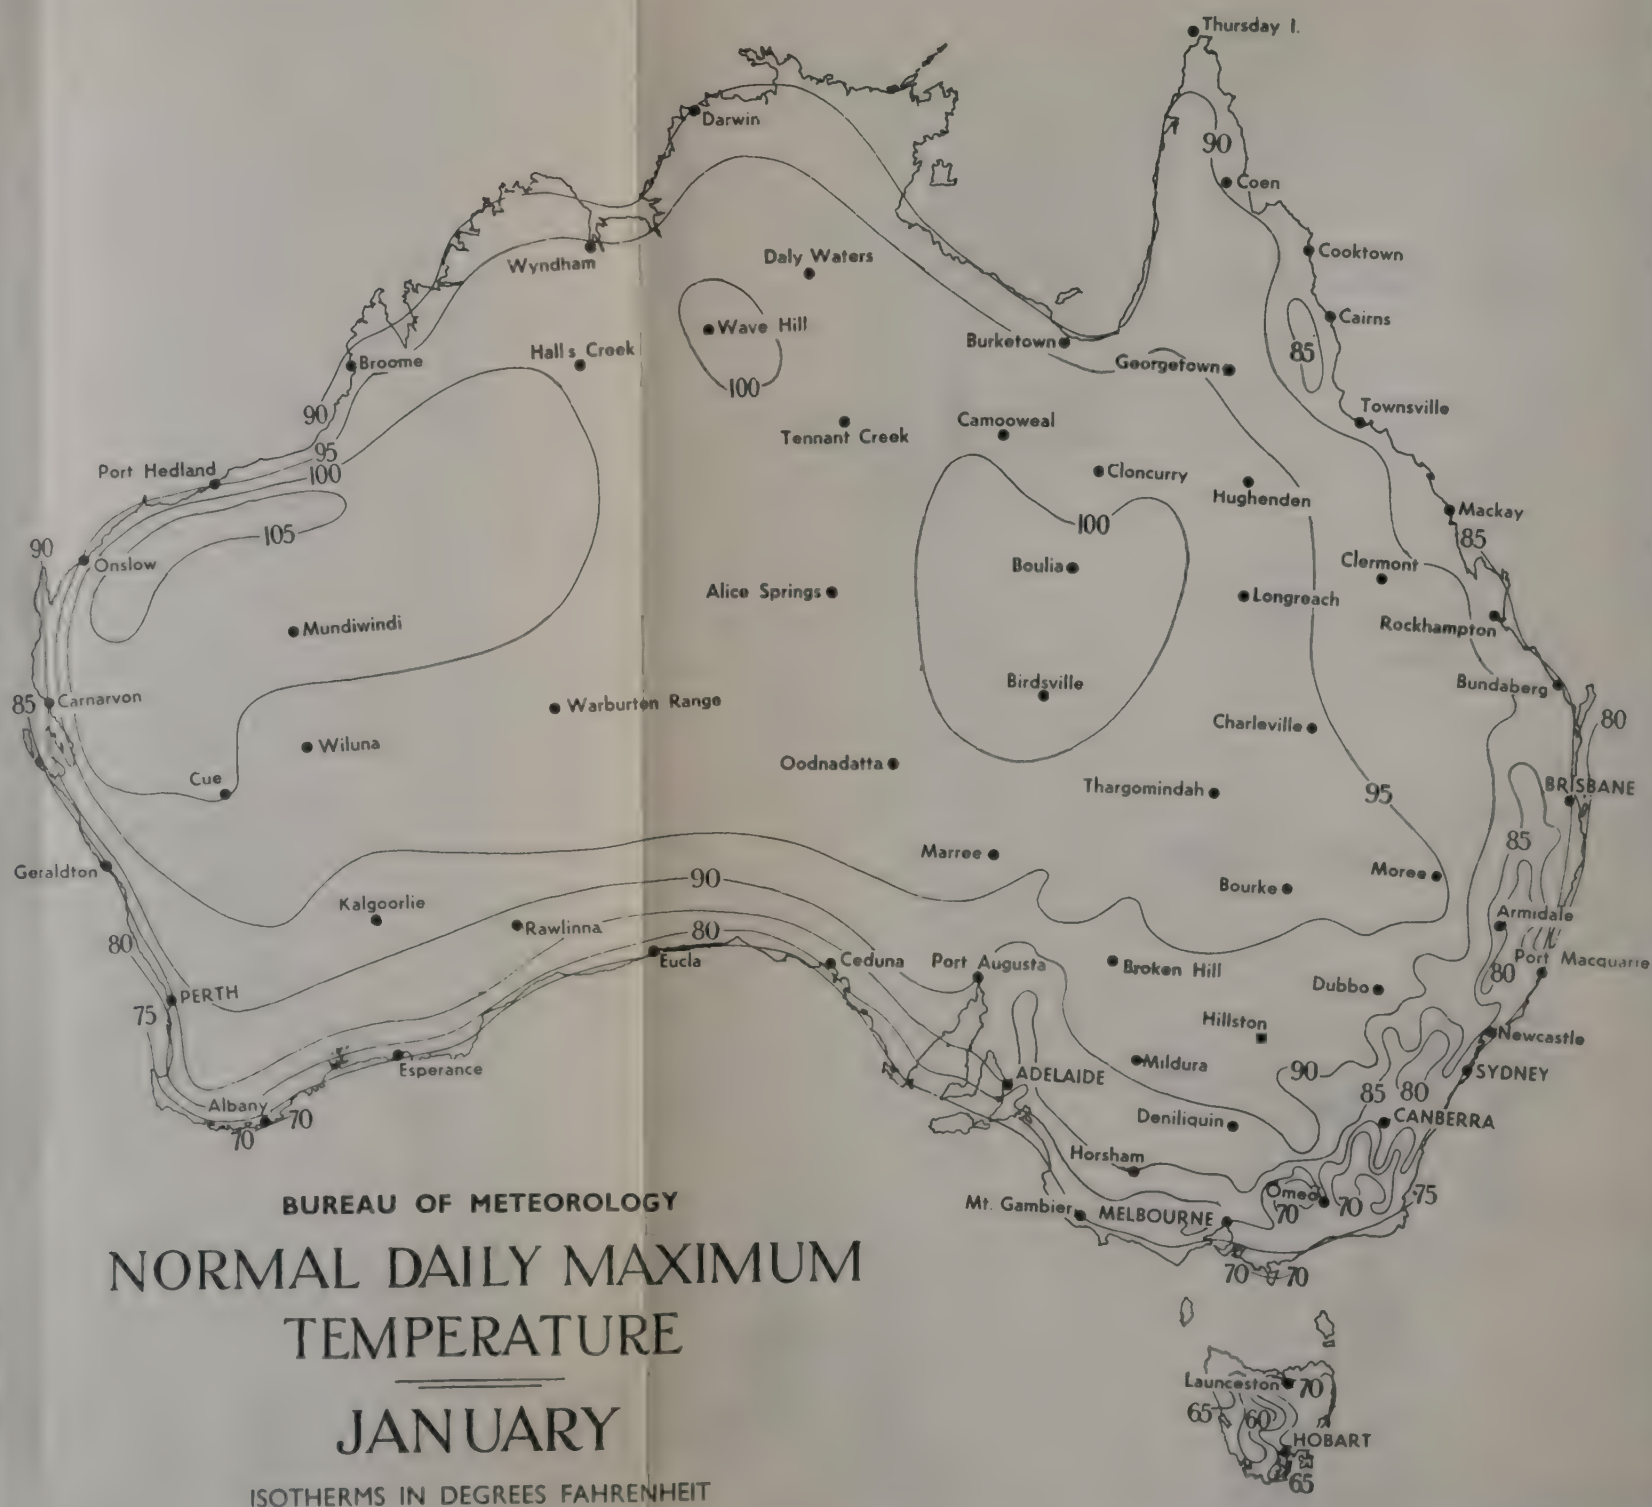 Thursday I.
Darwin
90
Coen
Wyndham
Daly Waters
Cooktown
Wave Hill
Cairns
Broome
Halls Creek
Burketown
Georgetown
85
100
90
Townsville
Tennant Creek
Camooweal
95
Port Hedland
100
Cloncurry
Hughenden
105
100
Mackay
85
90
Onslow
Boulia
Clermont
Alice Springs
Longreach
Mundiwindi
Rockhampton
85
Carnarvon
Warburton Range
Birdsville
Bundaberg
80
Wiluna
Charleville
Cue
Oodnadatta
Thargomindah
95
BRISBANE
85
Geraldton
Marree
Bourke
Moree
90
Kalgoorlie
Rawlinna
Armidale
80
80
Eucla
Ceduna
Port Augusta
Broken Hill
Port Macquarie
80
PERTH
Dubbo
75
Hillston
Newcastle
Esperance
ADELAIDE
Mildura
90
SYDNEY
85
80
Albany
70
70
Deniliquin
CANBERRA
Horsham
Omeo
70
70
75
Mt. Gambier
MELBOURNE
70
70
BUREAU OF METEOROLOGY
NORMAL DAILY MAXIMUM
TEMPERATURE
JANUARY
ISOTHERMS IN DEGREES FAHRENHEIT
Launceston
70
65
60
HOBART
65